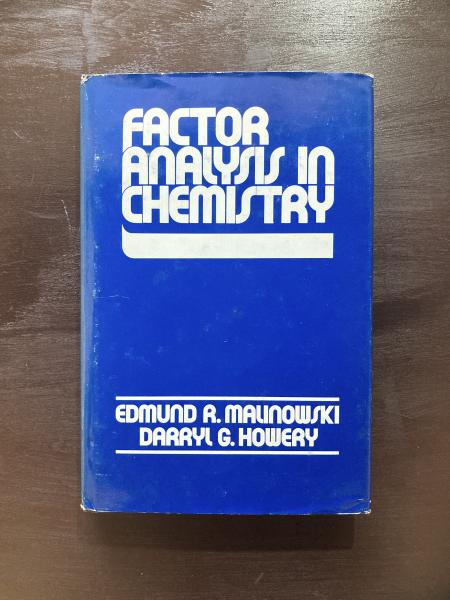 FACTOR
ANALYSIS IN
CHEMISTRY
EDMUND R. MALINOWSKI
DARRYL G. HOWERY